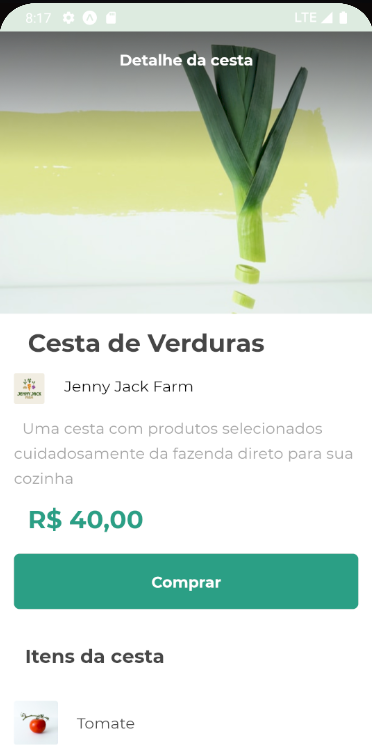 8:17 LTE
Detalhe da cesta
Cesta de Verduras
JENNY JACK
Jenny Jack Farm
Uma cesta com produtos selecionados
cuidadosamente da fazenda direto para sua
cozinha
R$ 40,00
Comprar
Itens da cesta
Tomate